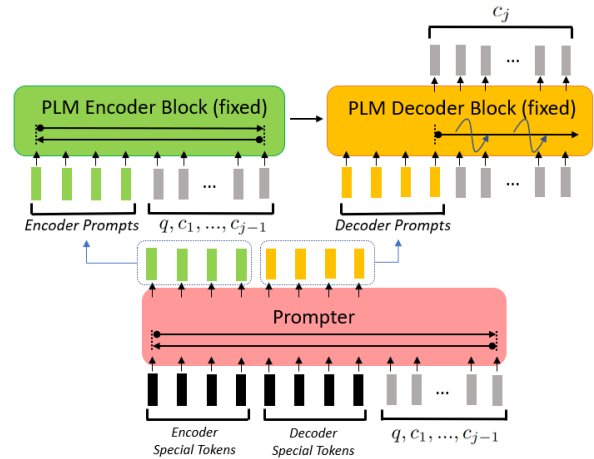 c_j
...
PLM Encoder Block (fixed)
PLM Decoder Block (fixed)
...
...
Encoder Prompts
q, c_1, ..., c_{j-1}
Decoder Prompts
Prompter
...
Encoder
Special Tokens
Decoder
Special Tokens
q, c_1, ..., c_{j-1}